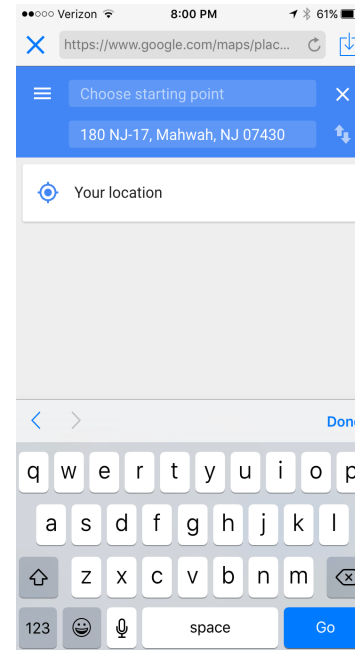 Verizon 8:00 PM 61%
https://www.google.com/maps/plac...
Choose starting point
180 NJ-17, Mahwah, NJ 07430
Your location
Done
q w e r t y u i o p
a s d f g h j k l
z x c v b n m
123 space Go